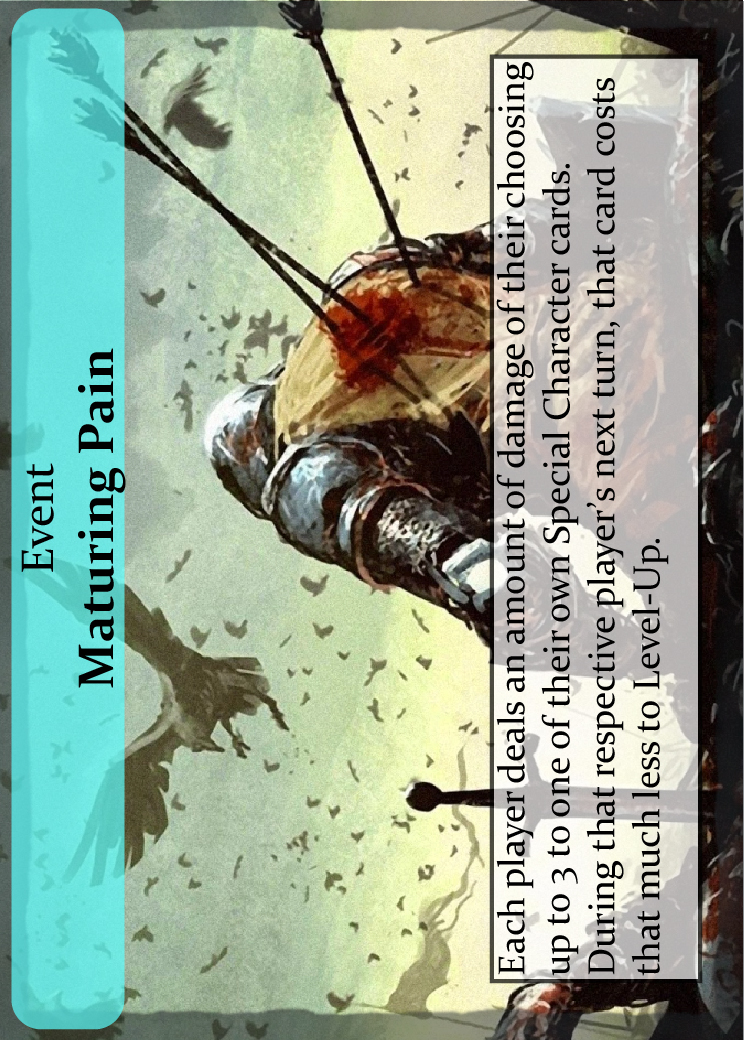 Event
Maturing Pain
Each player deals an amount of damage of their choosing
up to 3 to one of their own Special Character cards.
During that respective player's next turn, that card costs
that much less to Level-Up.